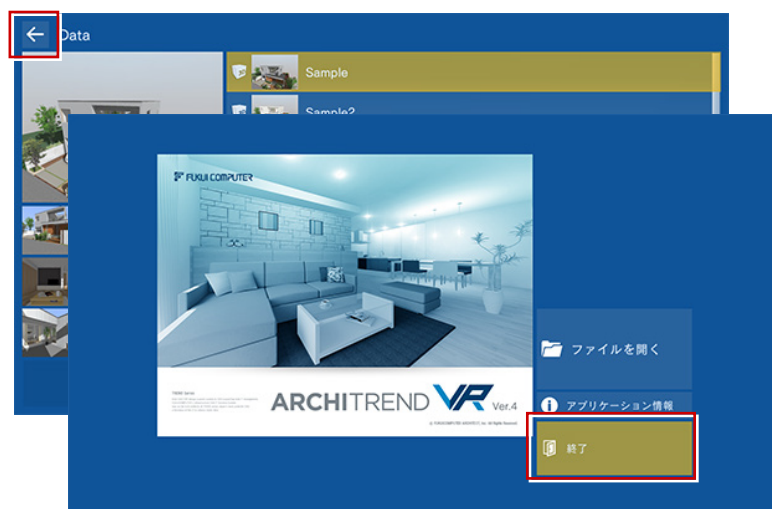 Data
Sample
Sample2
FUKUI COMPUTER
ファイルを開く
ARCHITREND VR Ver.4
アプリケーション情報
終了